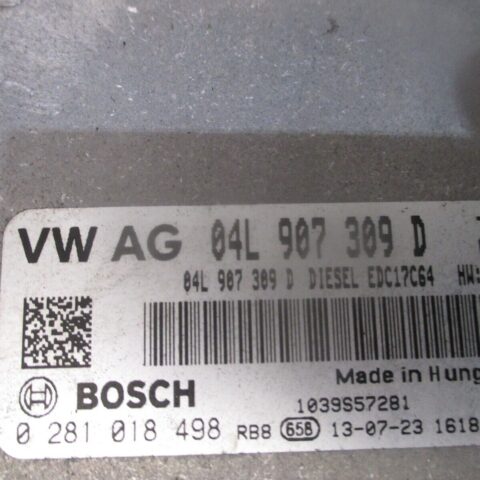 VW AG 04L 907 309 D
04L 907 309 D DIESEL EDC17C64 HW:
Made in Hung
BOSCH 1039S57281
0 281 018 498 RB8 658 13-07-23 1618